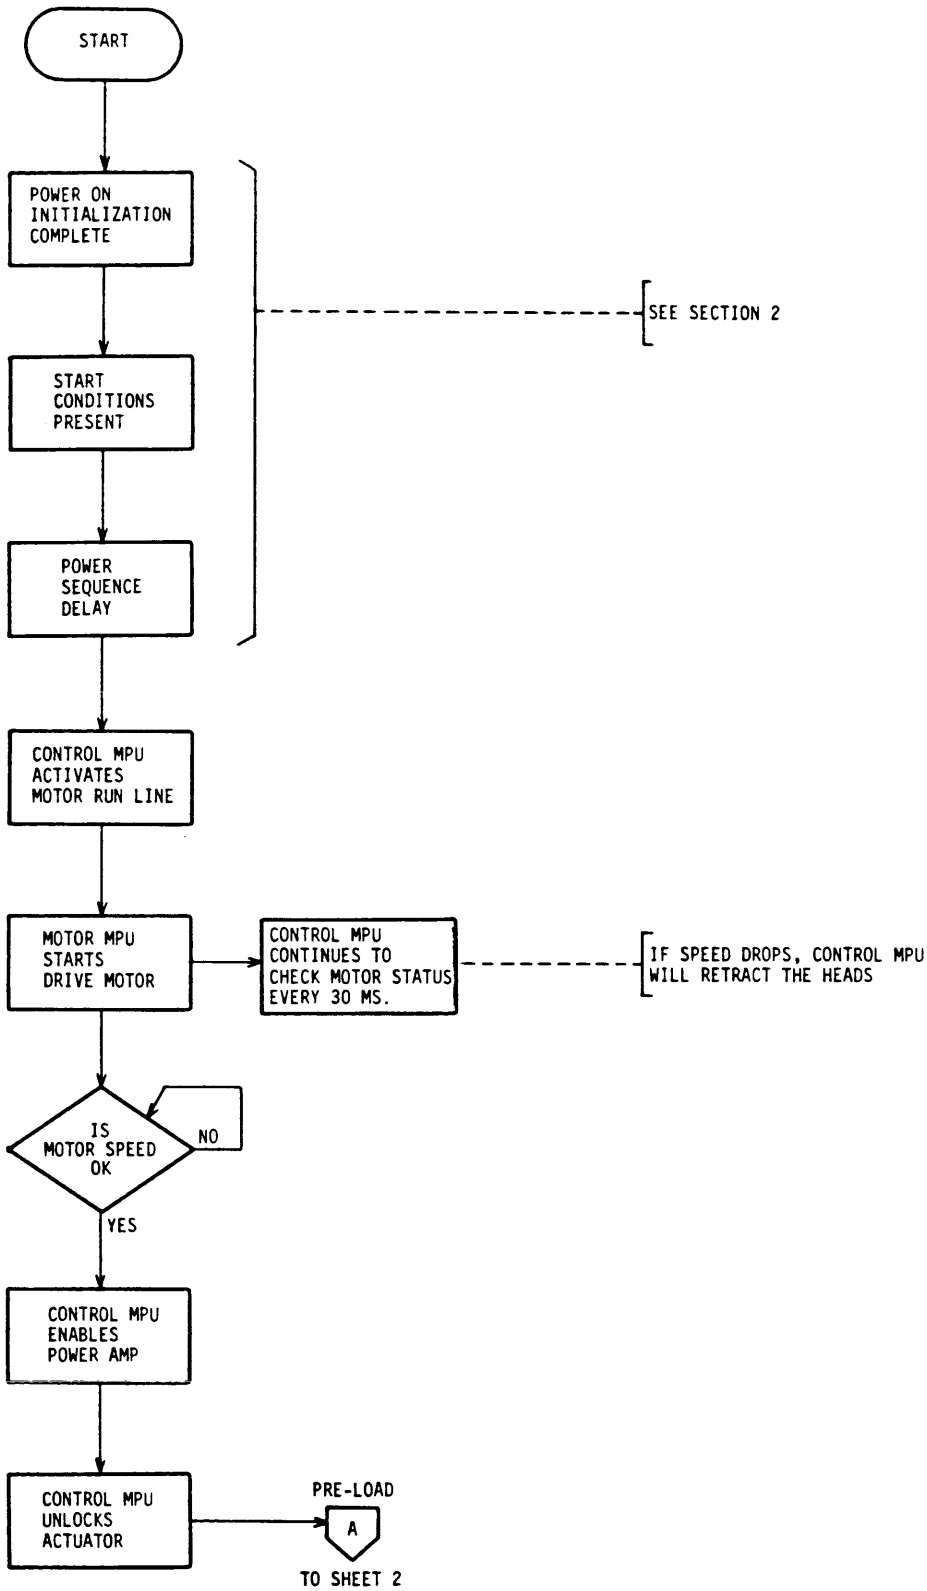 START
POWER ON
INITIALIZATION
COMPLETE
SEE SECTION 2
START
CONDITIONS
PRESENT
POWER
SEQUENCE
DELAY
CONTROL MPU
ACTIVATES
MOTOR RUN LINE
MOTOR MPU
STARTS
DRIVE MOTOR
CONTROL MPU
CONTINUES TO
CHECK MOTOR STATUS
EVERY 30 MS.
IF SPEED DROPS, CONTROL MPU
WILL RETRACT THE HEADS
IS
MOTOR SPEED
OK
NO
YES
CONTROL MPU
ENABLES
POWER AMP
CONTROL MPU
UNLOCKS
ACTUATOR
PRE-LOAD
A
TO SHEET 2